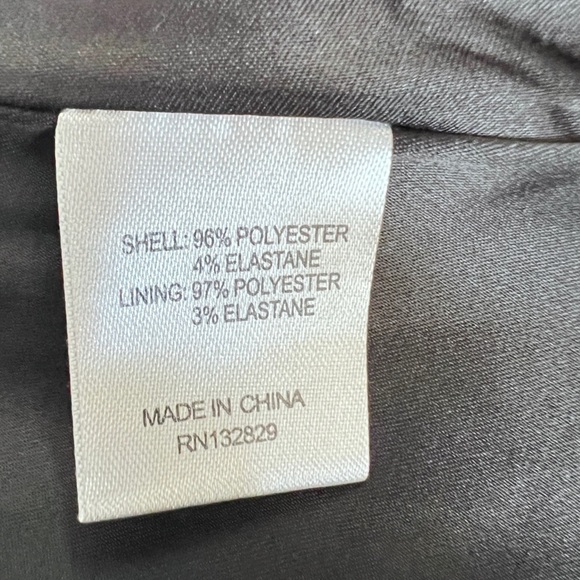 SHELL: 96% POLYESTER
4% ELASTANE
LINING: 97% POLYESTER
3% ELASTANE
MADE IN CHINA
RN132829